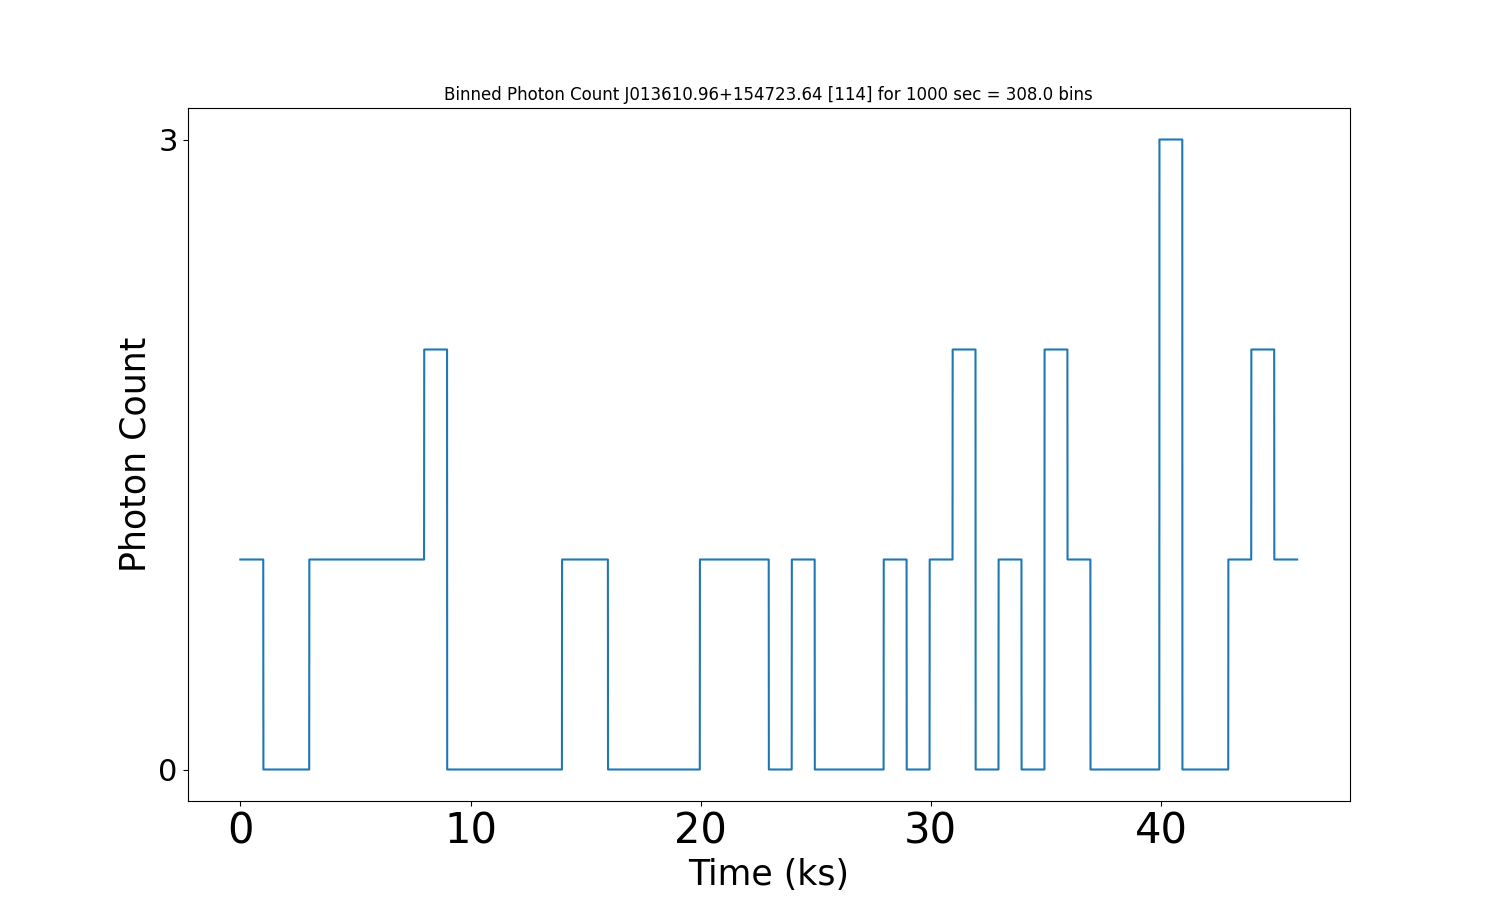 Binned Photon Count J013610.96+154723.64 [114] for 1000 sec = 308.0 bins
3
0
Photon Count
0 10 20 30 40
Time (ks)